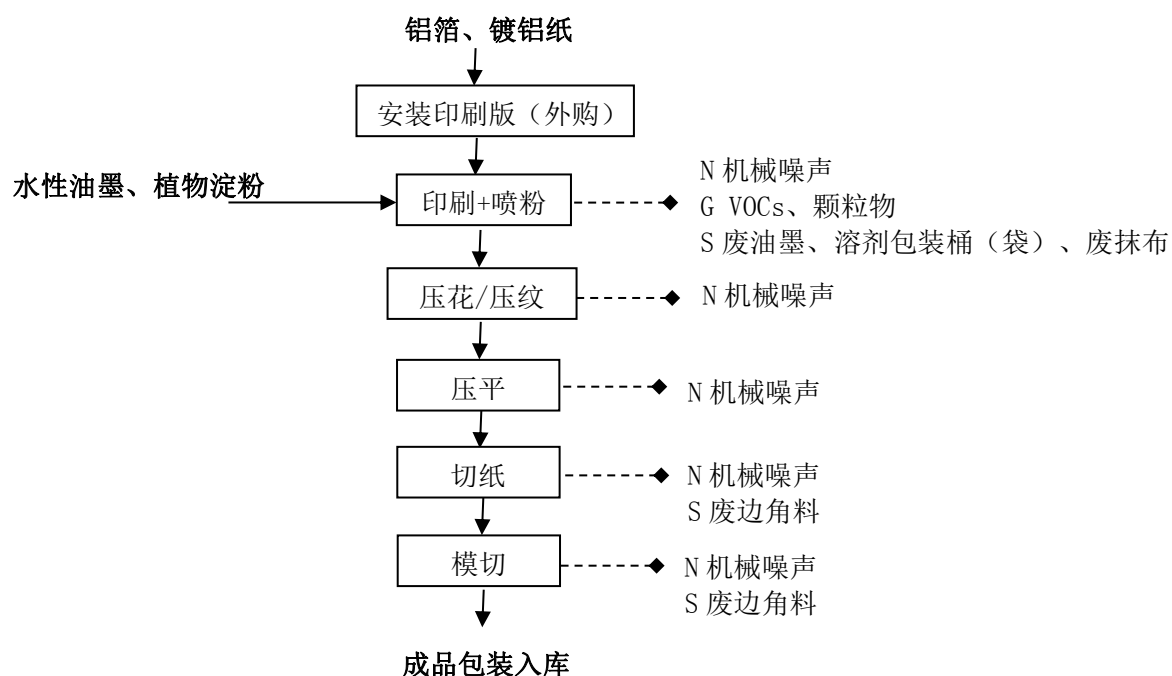 铝箔、镀铝纸
安装印刷版（外购）
水性油墨、植物淀粉
印刷+喷粉
N 机械噪声
G VOCs、颗粒物
S 废油墨、溶剂包装桶（袋）、废抹布
压花/压纹
N 机械噪声
压平
N 机械噪声
切纸
N 机械噪声
S 废边角料
模切
N 机械噪声
S 废边角料
成品包装入库